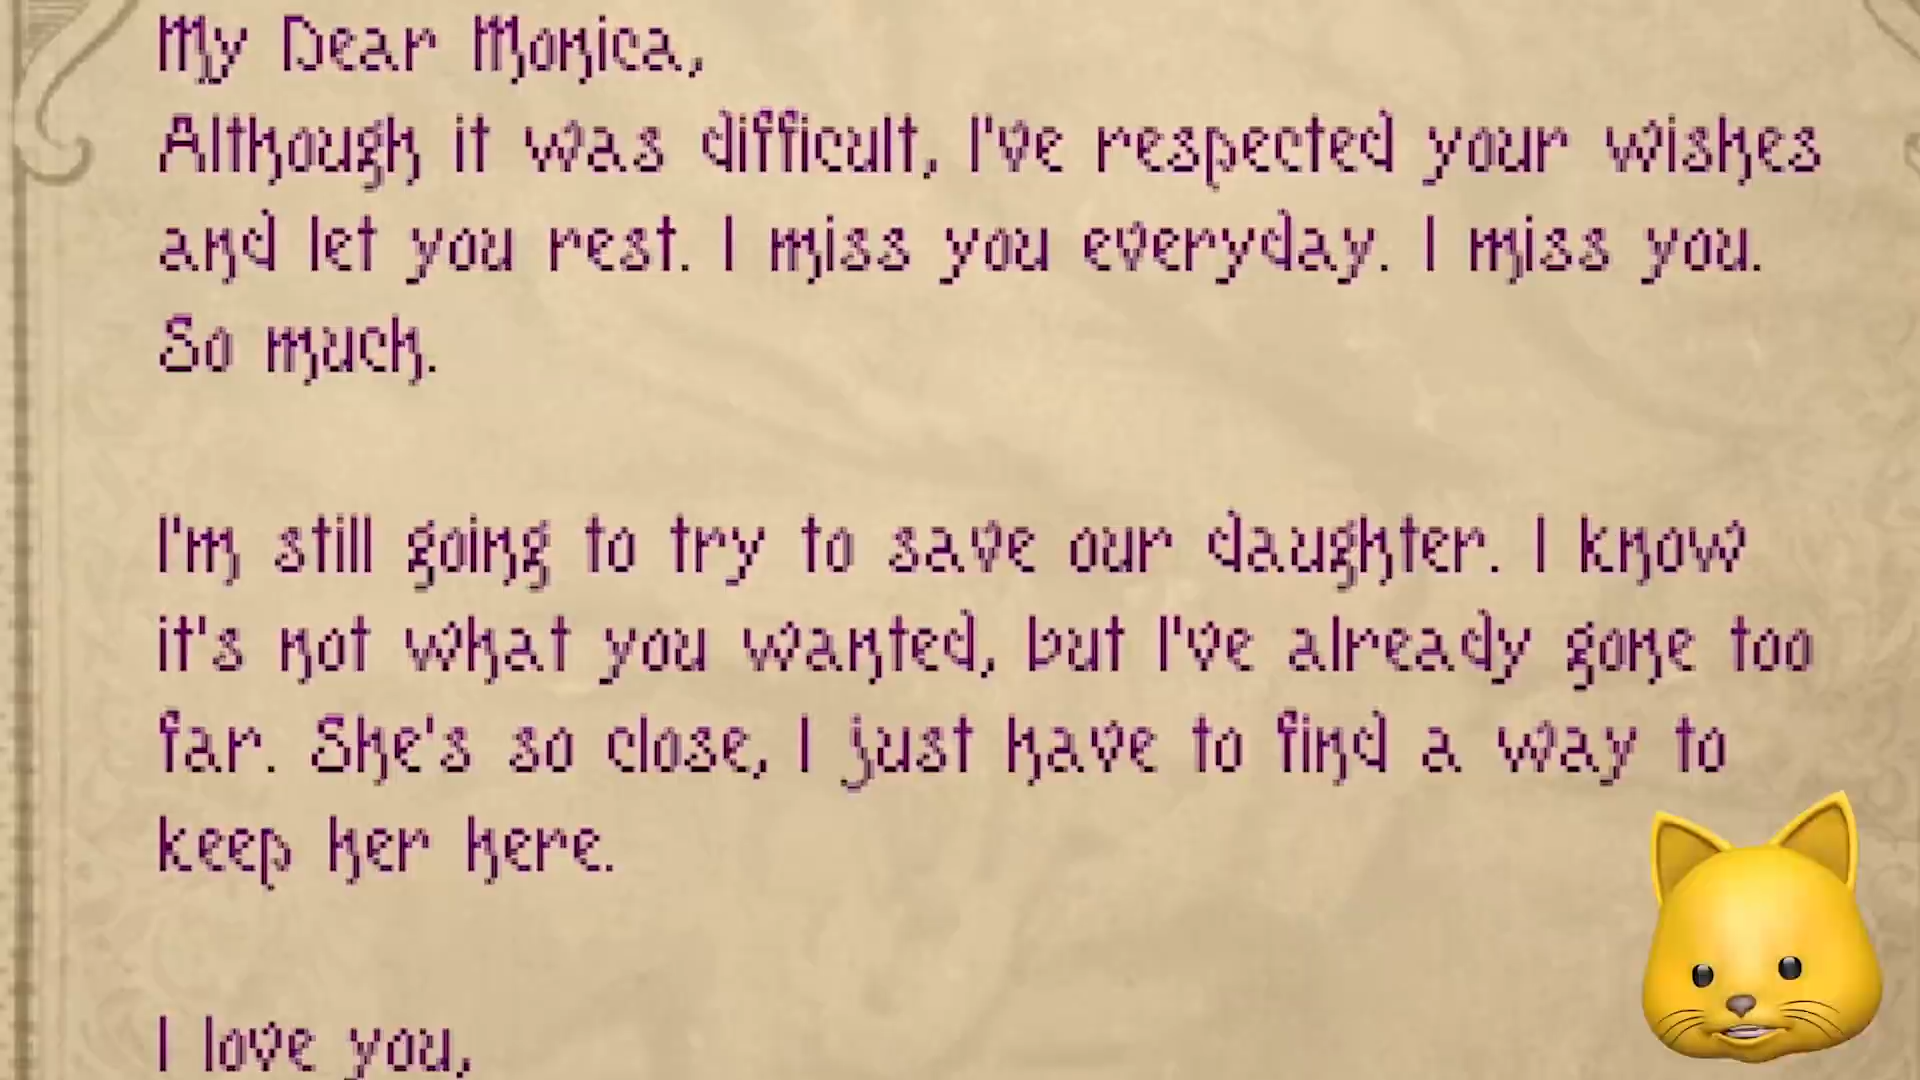 My Dear Monica,
Although it was difficult, I've respected your wishes
and let you rest. I miss you everyday. I miss you.
So much.
I'm still going to try to save our daughter. I know
it's not what you wanted, but I've already gone too
far. She's so close, I just have to find a way to
keep her here.
I love you,